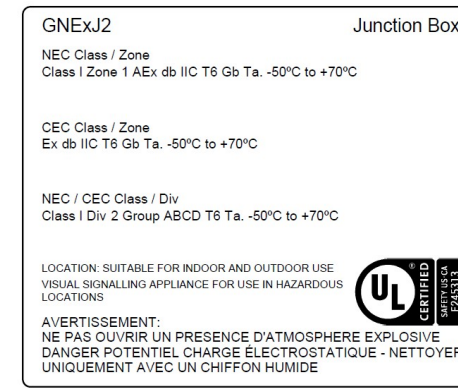 GNExJ2 Junction Box
NEC Class / Zone
Class I Zone 1 AEx db IIC T6 Gb Ta. -50ºC to +70ºC
CEC Class / Zone
Ex db IIC T6 Gb Ta. -50ºC to +70ºC
NEC / CEC Class / Div
Class I Div 2 Group ABCD T6 Ta. -50ºC to +70ºC
LOCATION: SUITABLE FOR INDOOR AND OUTDOOR USE
VISUAL SIGNALLING APPLIANCE FOR USE IN HAZARDOUS
LOCATIONS
UL ®
CERTIFIED
SAFETY US CA
E245313
AVERTISSEMENT:
NE PAS OUVRIR UN PRESENCE D'ATMOSPHERE EXPLOSIVE
DANGER POTENTIEL CHARGE ÉLECTROSTATIQUE - NETTOYER
UNIQUEMENT AVEC UN CHIFFON HUMIDE